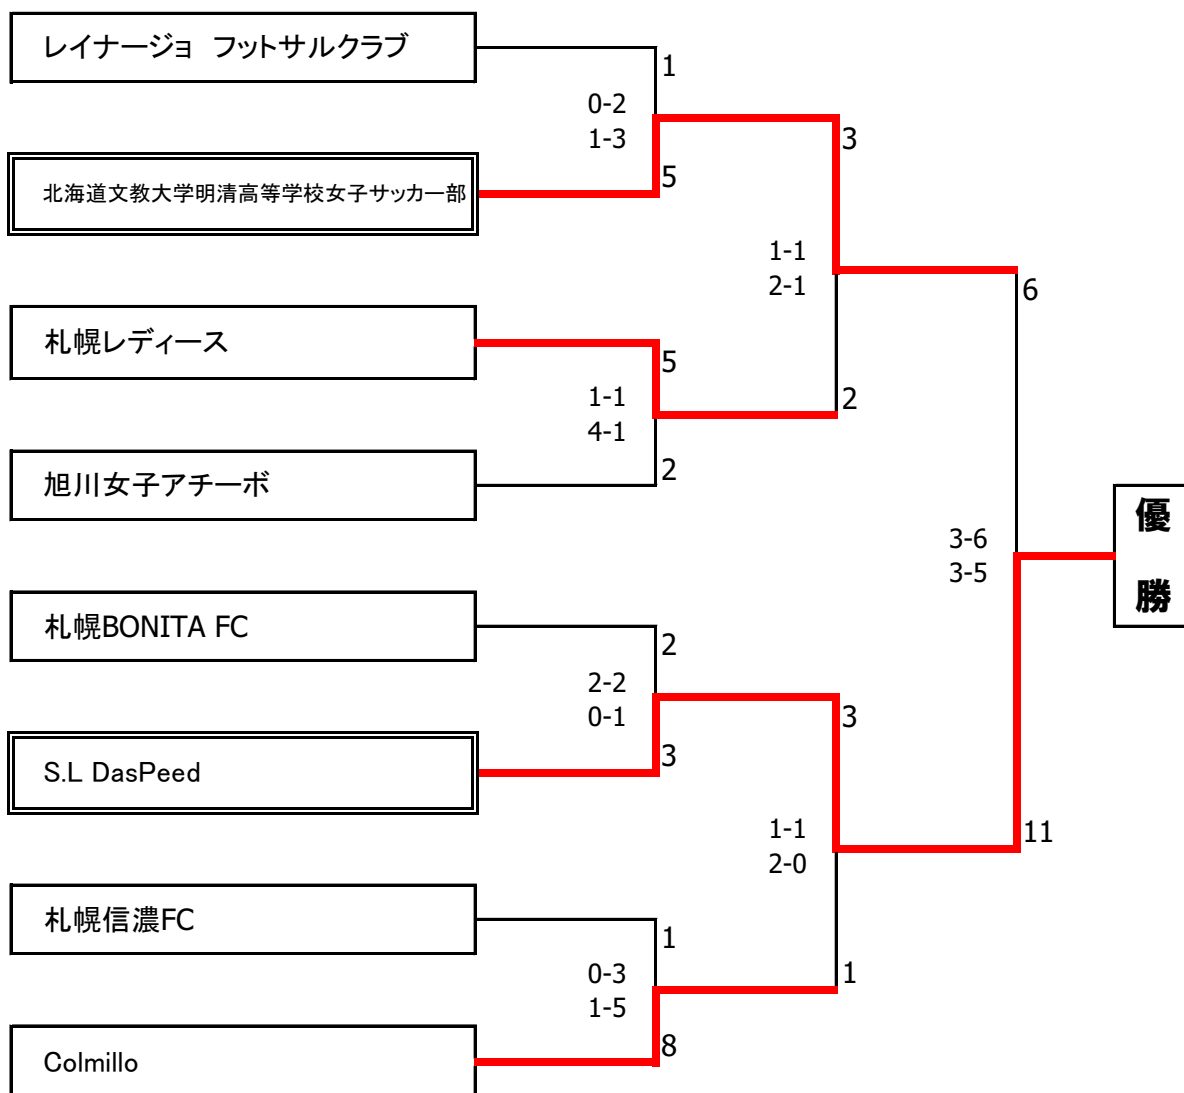 レイナージョ フットサルクラブ
1
0-2
1-3
3
5
北海道文教大学明清高等学校女子サッカー部
1-1
2-1
6
札幌レディース
5
1-1
4-1
2
2
旭川女子アチーボ
優
勝
3-6
3-5
札幌BONITA FC
2
2-2
0-1
3
3
S.L DasPeed
1-1
2-0
11
札幌信濃FC
1
0-3
1-5
1
8
Colmillo